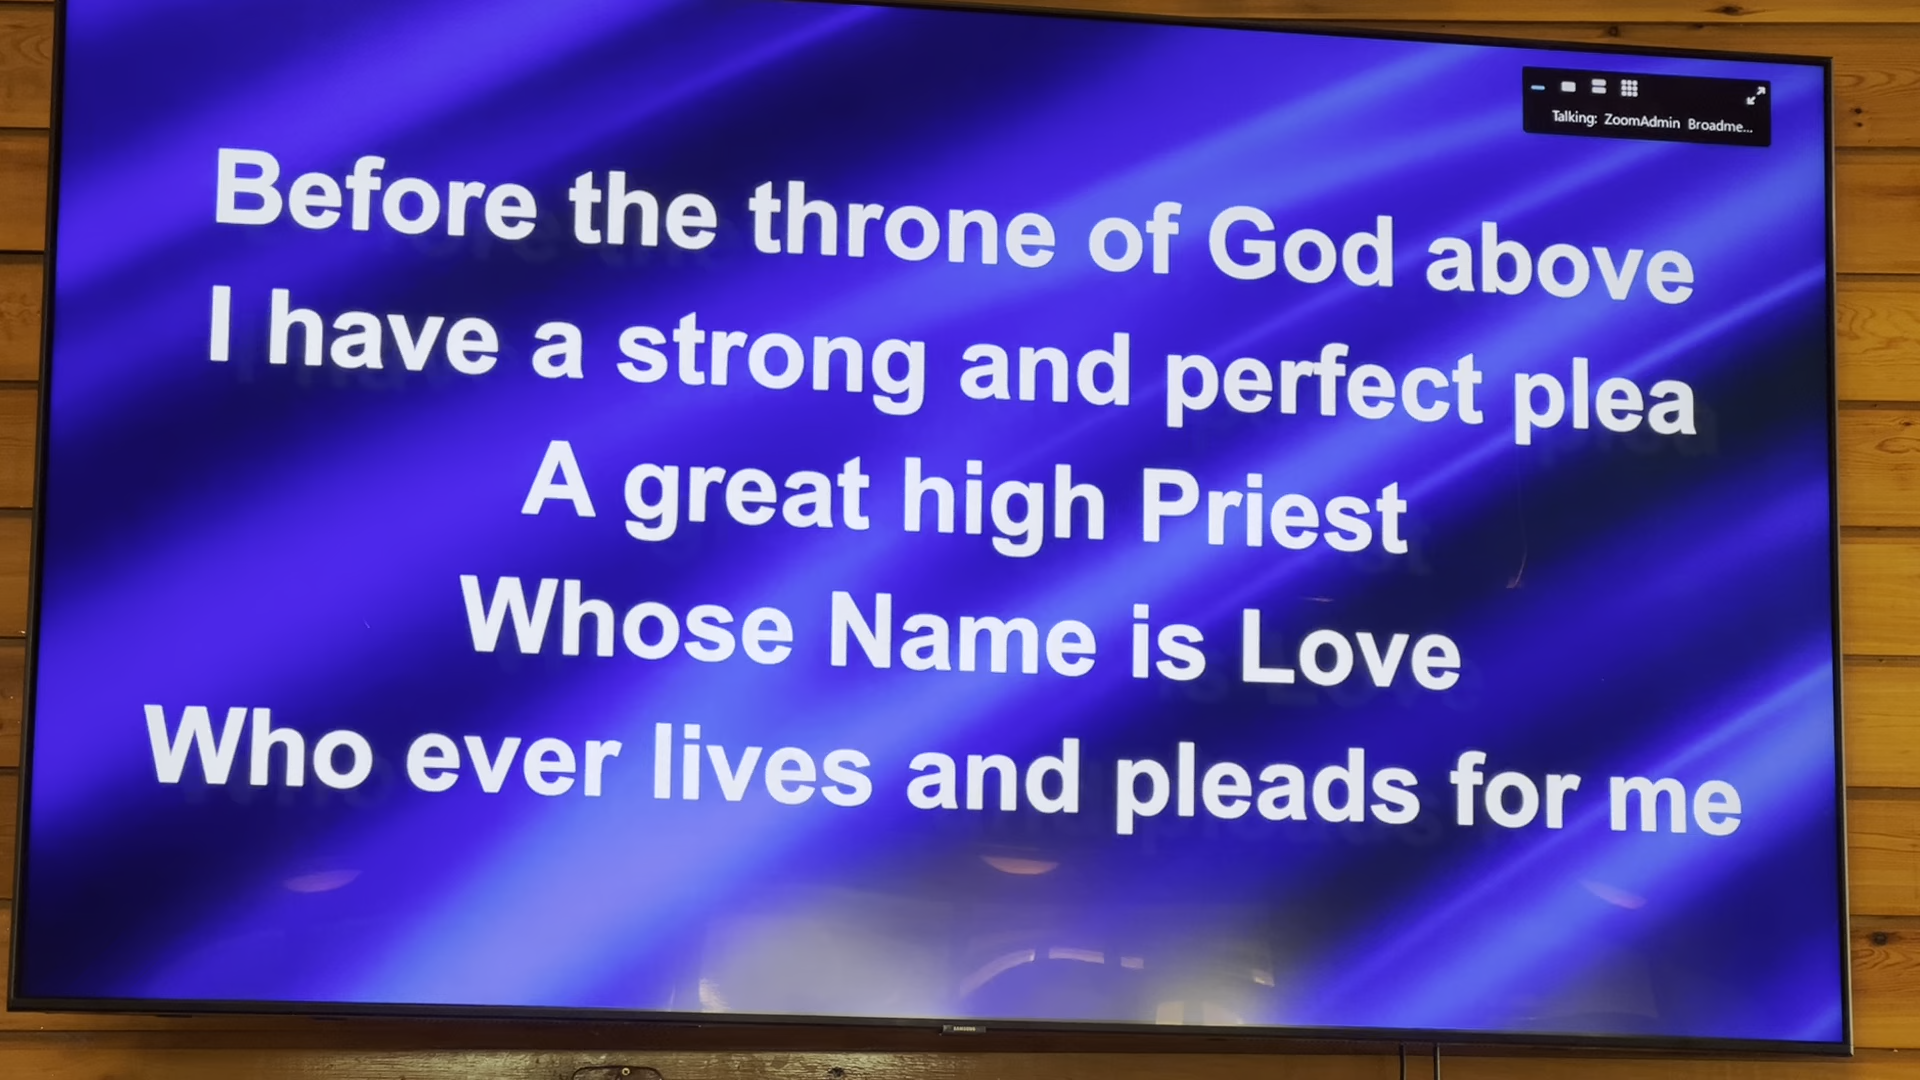 Talking: ZoomAdmin Broadme...
Before the throne of God above
I have a strong and perfect plea
A great high Priest
Whose Name is Love
Who ever lives and pleads for me
SAMSUNG